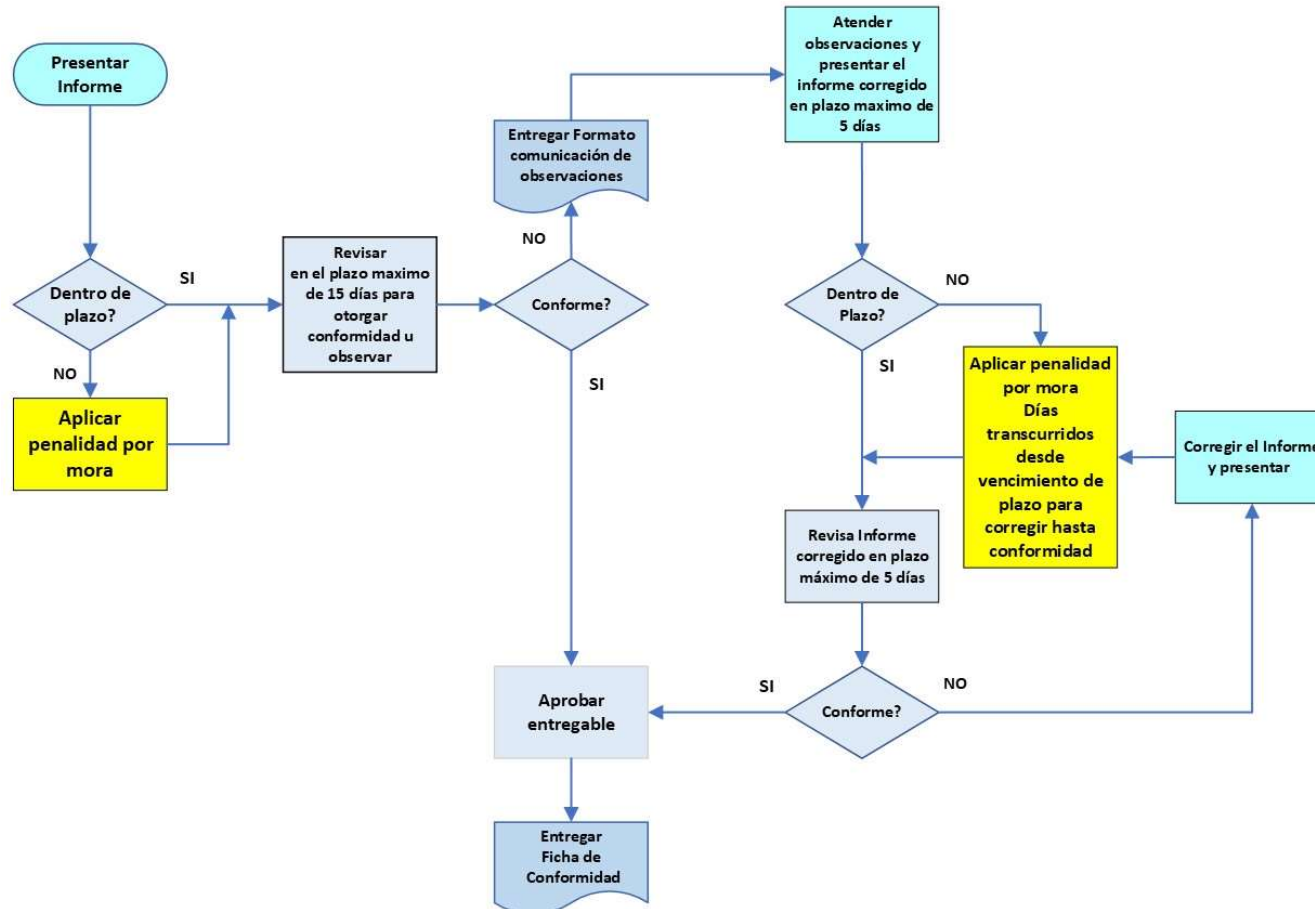 Presentar
Informe
Dentro de
plazo?
SI
NO
Aplicar
penalidad por
mora
Revisar
en el plazo maximo
de 15 días para
otorgar
conformidad u
observar
Conforme?
NO
SI
Entregar Formato
comunicación de
observaciones
Atender
observaciones y
presentar el
informe corregido
en plazo maximo de
5 días
Dentro de
Plazo?
NO
SI
Aplicar penalidad
por mora
Días
transcurridos
desde
vencimiento de
plazo para
corregir hasta
conformidad
Corregir el Informe
y presentar
Revisa Informe
corregido en plazo
máximo de 5 días
Conforme?
SI
NO
Aprobar
entregable
Entregar
Ficha de
Conformidad